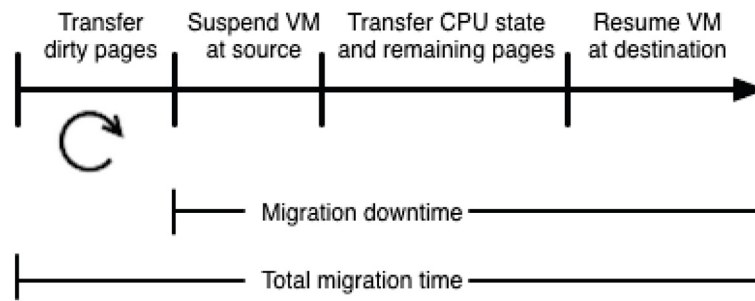 Transfer
dirty pages
Suspend VM
at source
Transfer CPU state
and remaining pages
Resume VM
at destination
Migration downtime
Total migration time